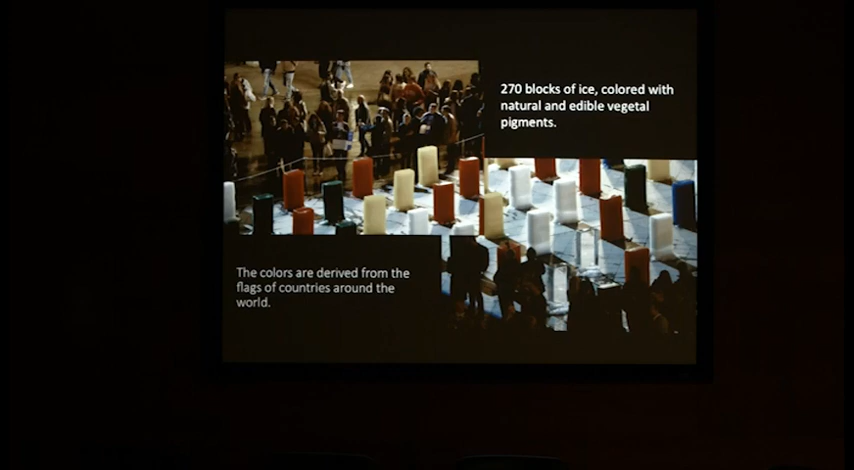 270 blocks of ice, colored with
natural and edible vegetal
pigments.
The colors are derived from the
flags of countries around the
world.